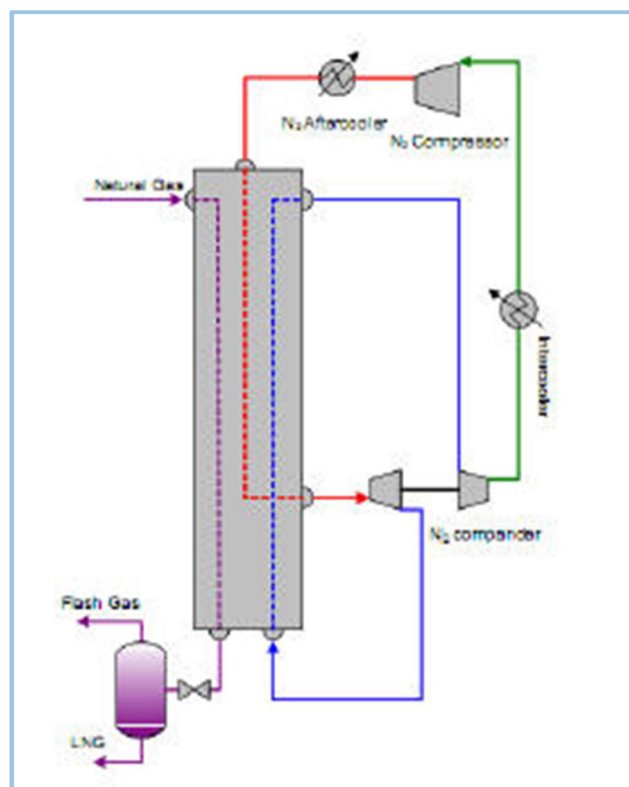 N₂ Aftercooler
N₂ Compressor
Natural Gas
Intercooler
N₂ compander
Flash Gas
LNG